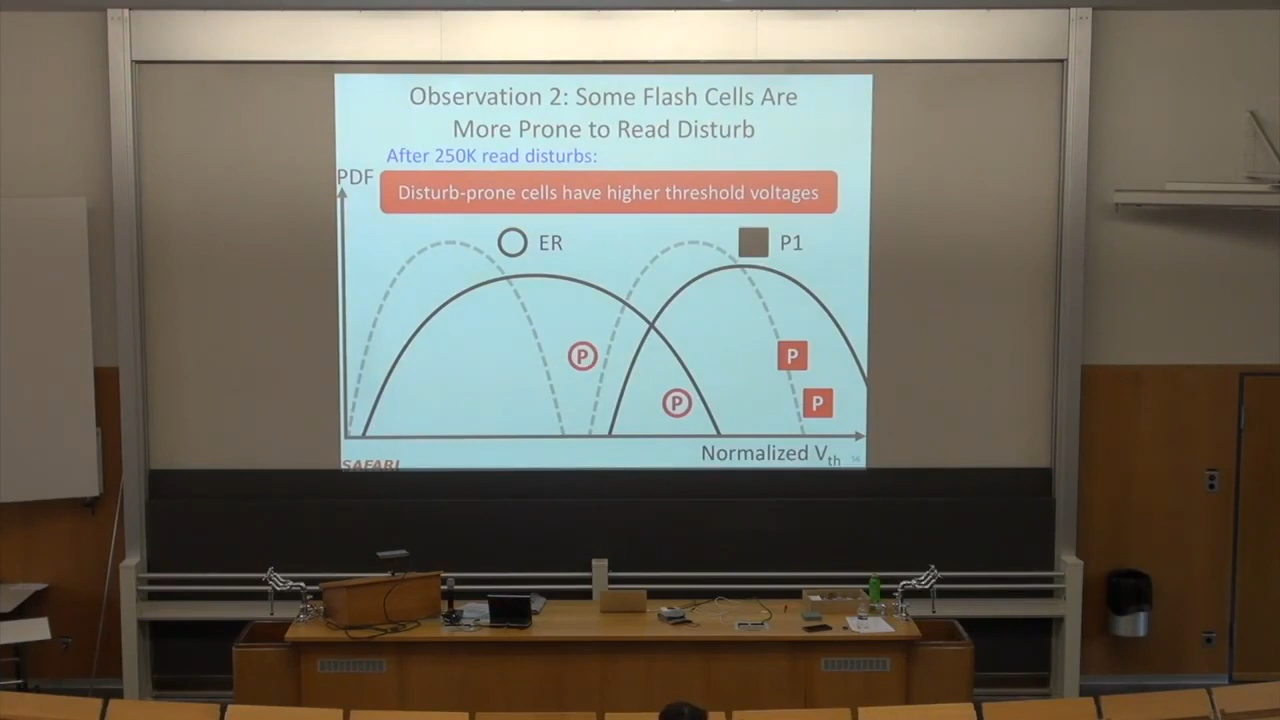 Observation 2: Some Flash Cells Are
More Prone to Read Disturb
After 250K read disturbs:
PDF
Disturb-prone cells have higher threshold voltages
ER
P1
P
P
P
P
Normalized Vth
56
SAFARI